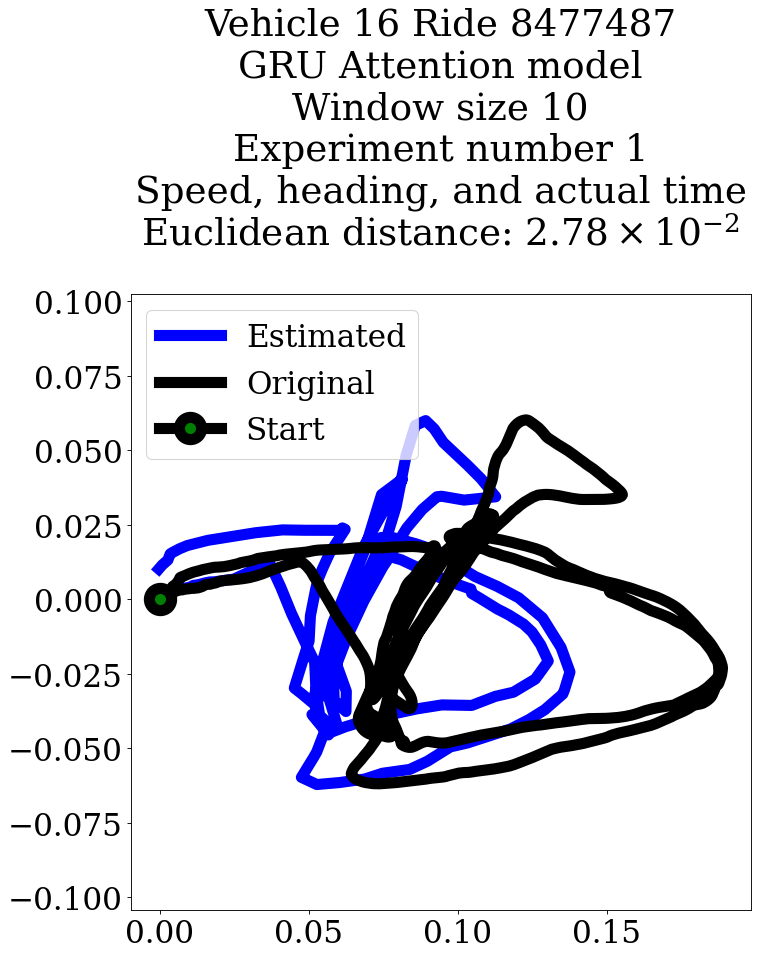 Vehicle 16 Ride 8477487
GRU Attention model
Window size 10
Experiment number 1
Speed, heading, and actual time
Euclidean distance: 2.78 × 10⁻²
0.100
Estimated
0.075
Original
Start
0.050
0.025
0.000
−0.025
−0.050
−0.075
−0.100
0.00 0.05 0.10 0.15